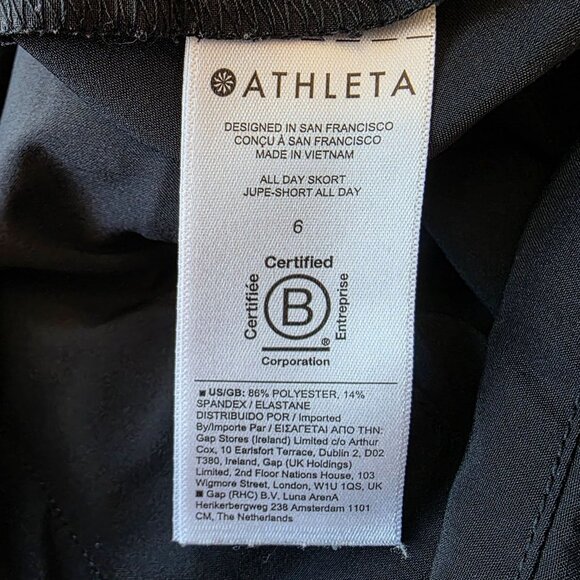 ATHLETA
DESIGNED IN SAN FRANCISCO
CONÇU À SAN FRANCISCO
MADE IN VIETNAM
ALL DAY SKORT
JUPE-SHORT ALL DAY
6
Certified
Certifiée
B
Entreprise
®
Corporation
■ US/GB: 86% POLYESTER, 14%
SPANDEX / ELASTANE
DISTRIBUIDO POR / Imported
By/Importe Par / ΕΙΣΑΓΕΤΑΙ ΑΠΟ ΤΗΝ:
Gap Stores (Ireland) Limited c/o Arthur
Cox, 10 Earlsfort Terrace, Dublin 2, D02
T380, Ireland, Gap (UK Holdings)
Limited, 2nd Floor Nations House, 103
Wigmore Street, London, W1U 1QS, UK
■ Gap (RHC) B.V. Luna ArenA
Herikerbergweg 238 Amsterdam 1101
CM, The Netherlands